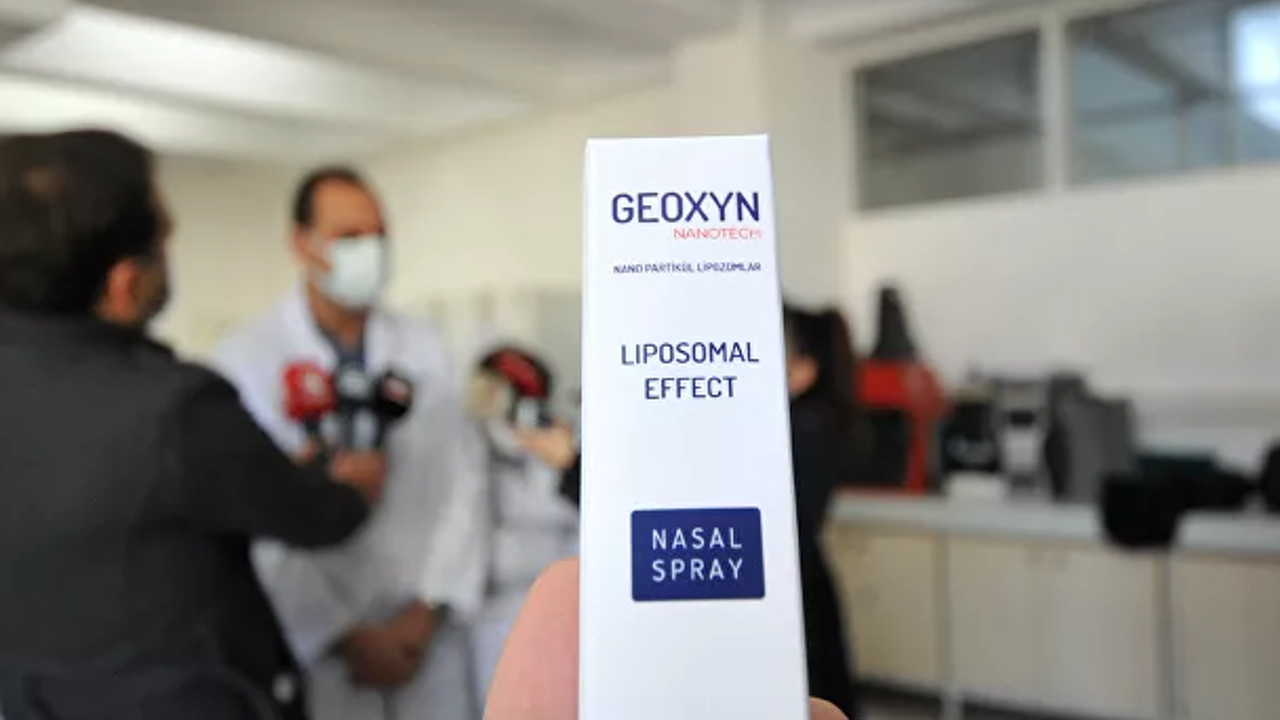 GEOXYN
NANOTECH
NANO PARTİKÜL LİPOZOMLAR
LIPOSOMAL
EFFECT
NASAL
SPRAY